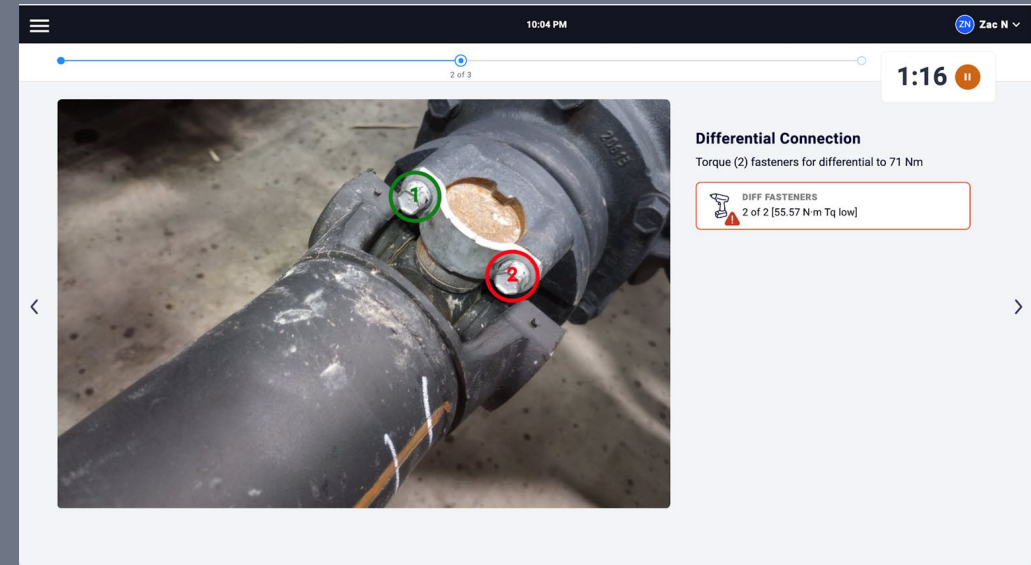 10:04 PM
ZN Zac N
2 of 3
1:16
1
2
Differential Connection
Torque (2) fasteners for differential to 71 Nm
DIFF FASTENERS
2 of 2 [55.57 N·m Tq low]